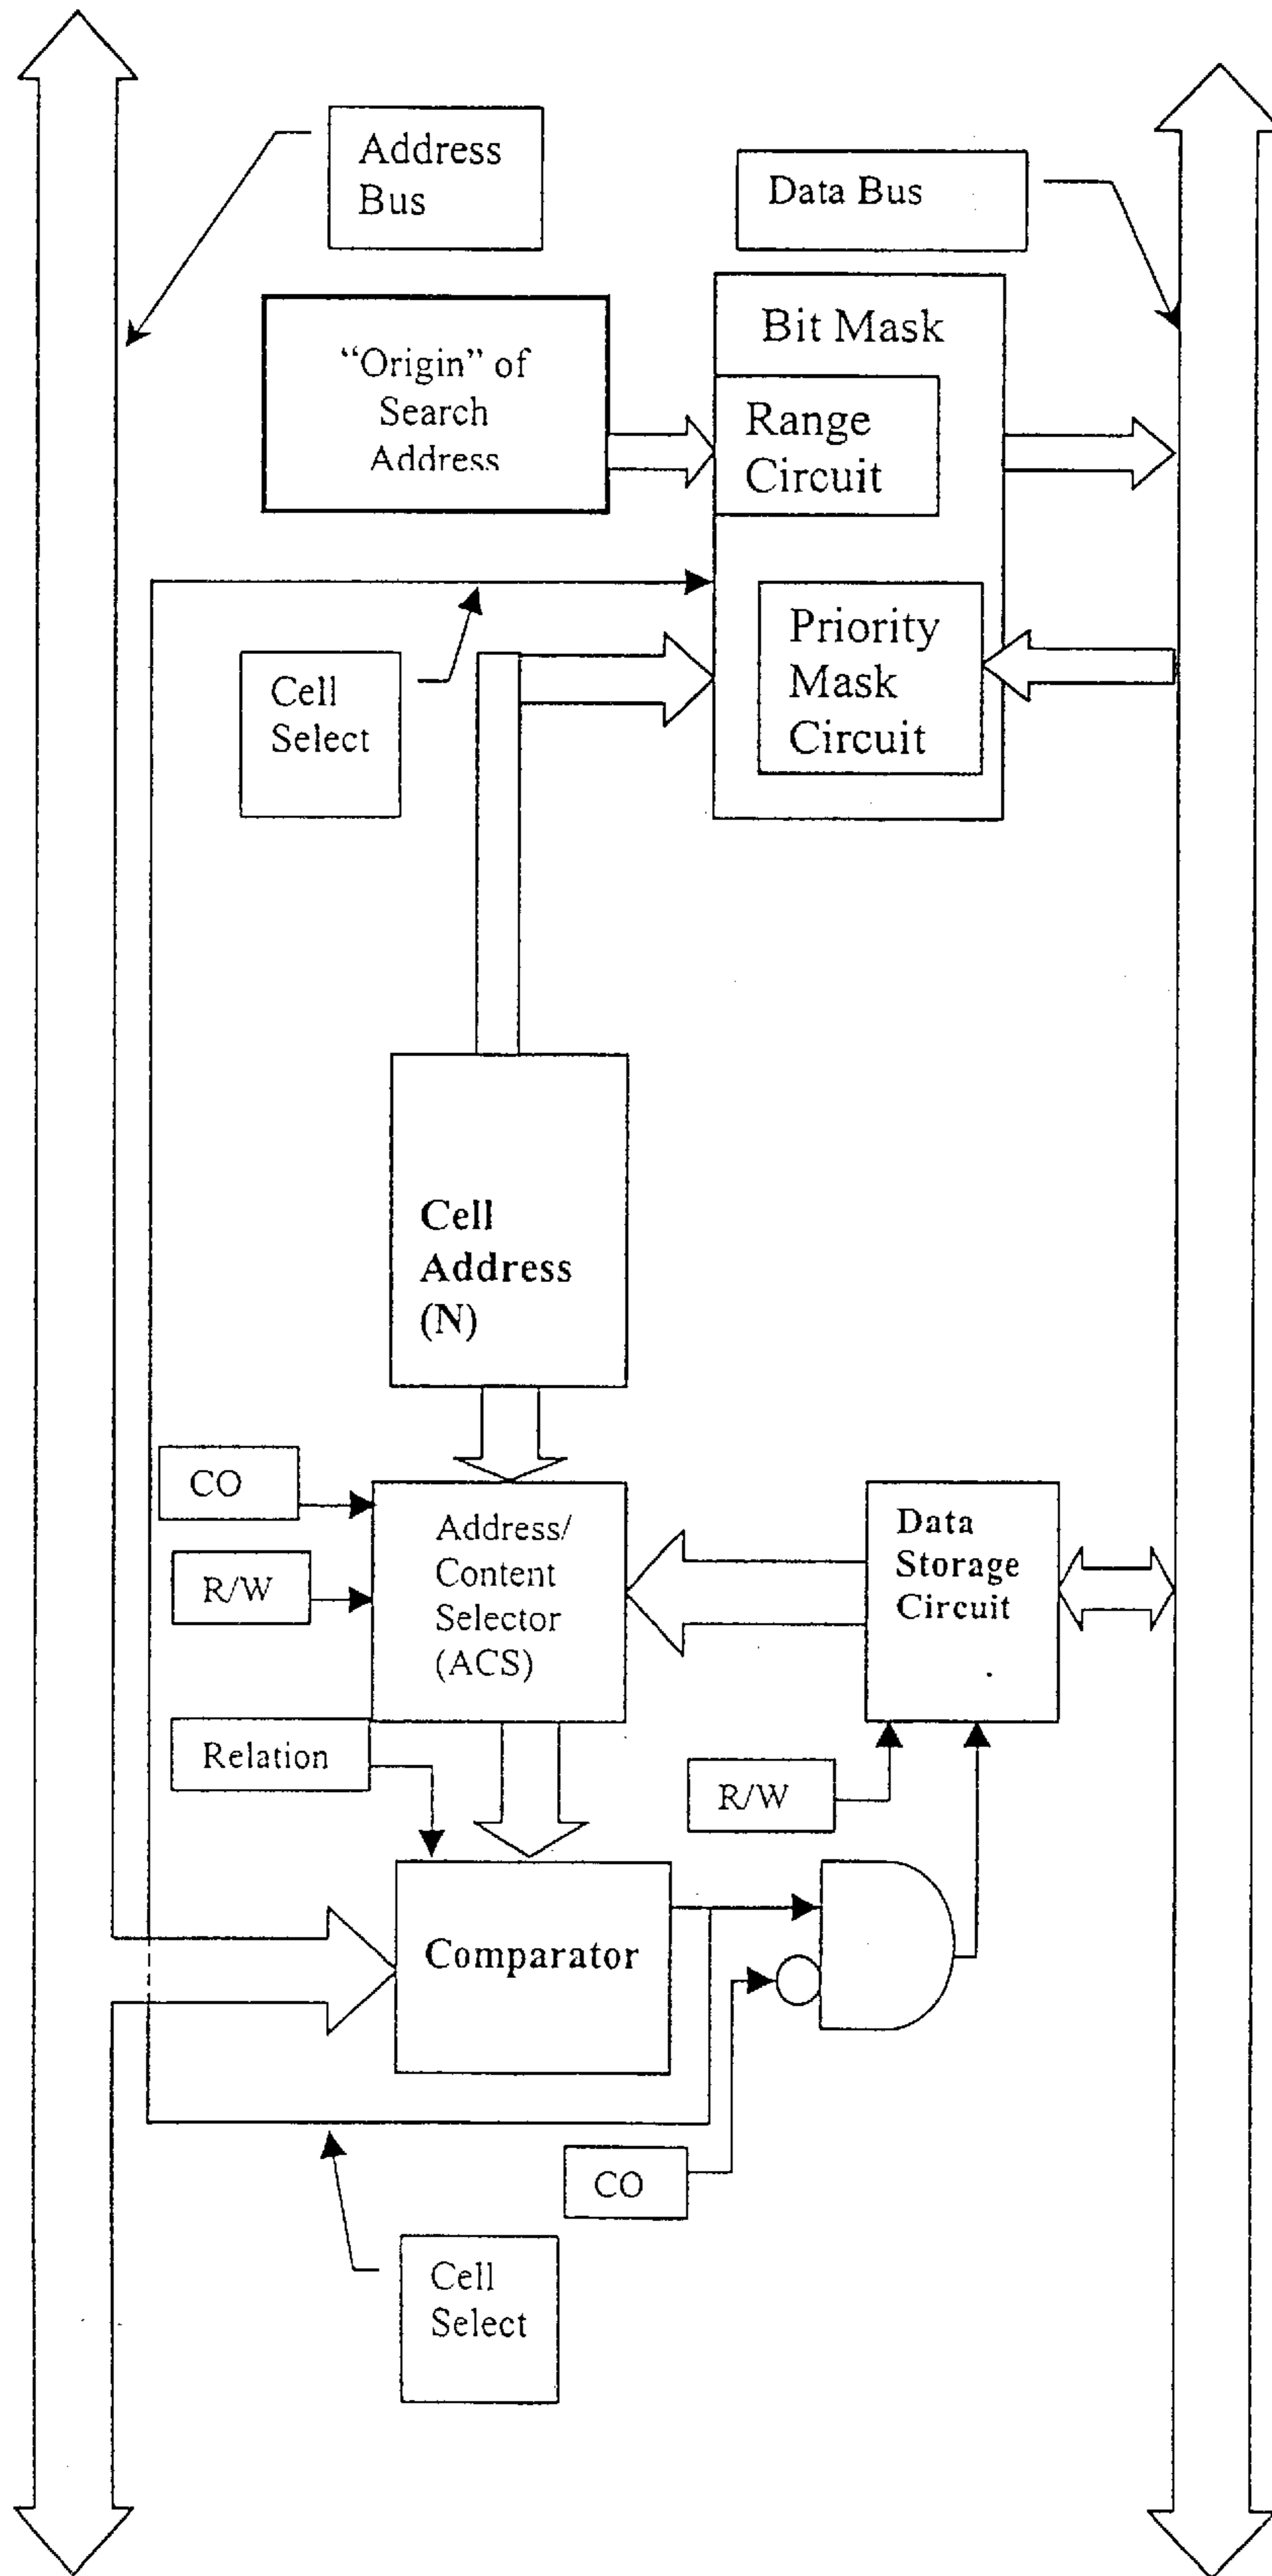 Address
Bus
Data Bus
Bit Mask
“Origin” of
Search
Address
Range
Circuit
Priority
Mask
Circuit
Cell
Select
Cell
Address
(N)
CO
R/W
Address/
Content
Selector
(ACS)
Data
Storage
Circuit
Relation
R/W
Comparator
CO
Cell
Select